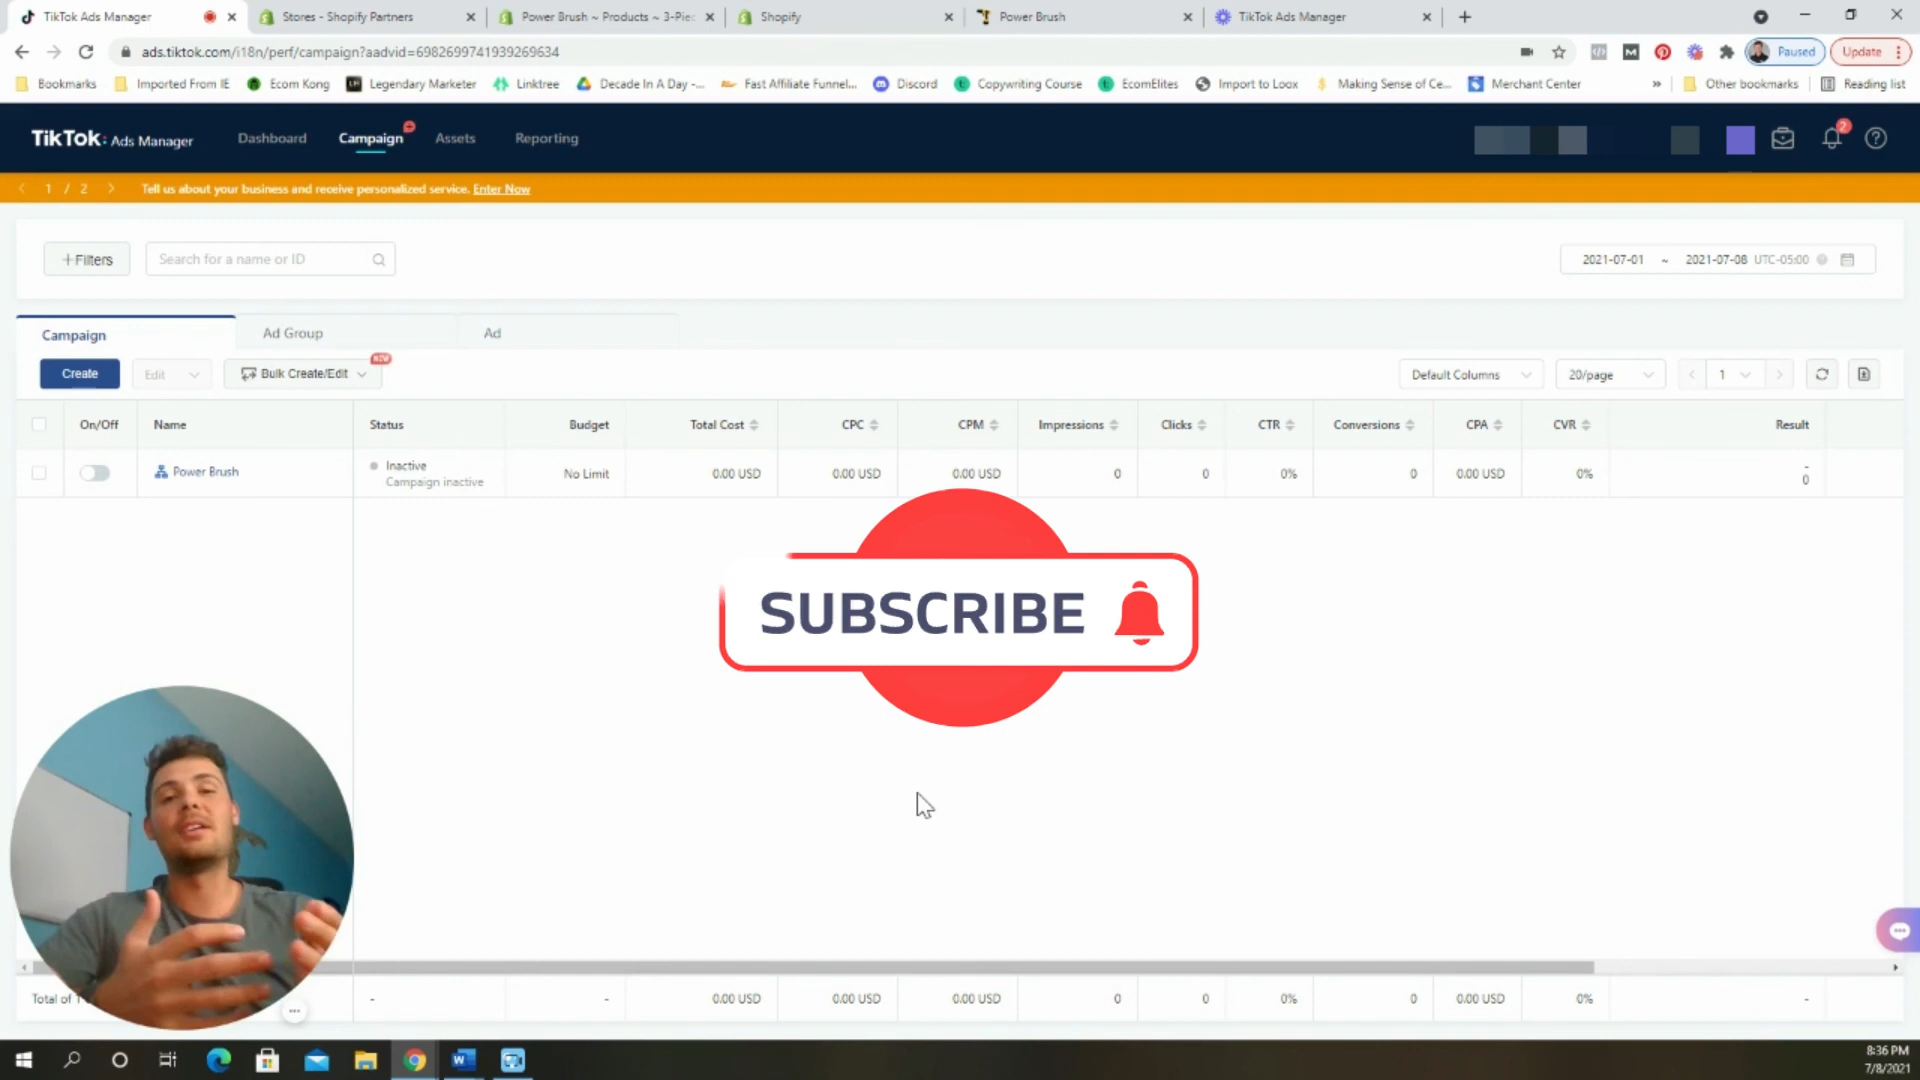 TikTok Ads Manager
Stores - Shopify Partners
Power Brush ~ Products ~ 3-Piec
Shopify
Power Brush
TikTok Ads Manager
ads.tiktok.com/i18n/perf/campaign?aadvid=6982699741939269634
Paused
Update
Bookmarks
Imported From IE
Ecom Kong
Legendary Marketer
Linktree
Decade In A Day -...
Fast Affiliate Funnel...
Discord
Copywriting Course
EcomElites
Import to Loox
Making Sense of Ce...
Merchant Center
»
Other bookmarks
Reading list
TikTok: Ads Manager
Dashboard
Campaign
Assets
Reporting
2
1 / 2
Tell us about your business and receive personalized service. Enter Now
+Filters
Search for a name or ID
2021-07-01 ~ 2021-07-08 UTC-05:00
Campaign
Ad Group
Ad
Create
Edit
Bulk Create/Edit
NEW
Default Columns
20/page
1
On/Off
Name
Status
Budget
Total Cost
CPC
CPM
Impressions
Clicks
CTR
Conversions
CPA
CVR
Result
Power Brush
Inactive
Campaign inactive
No Limit
0.00 USD
0.00 USD
0.00 USD
0
0
0%
0
0.00 USD
0%
-
0
SUBSCRIBE
Total of 1
-
-
0.00 USD
0.00 USD
0.00 USD
0
0
0%
0
0.00 USD
0%
-
8:36 PM
7/8/2021